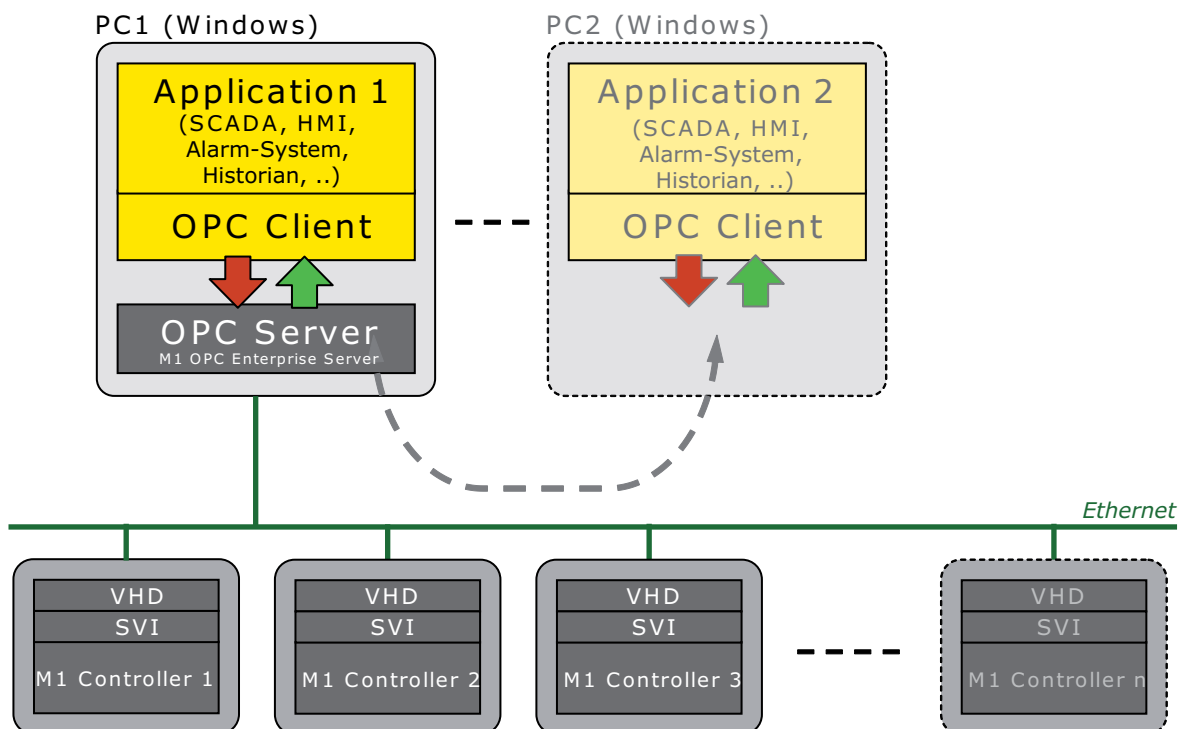 PC1 (Windows)
Application 1
(SCADA, HMI,
Alarm-System,
Historian, ..)
OPC Client
OPC Server
M1 OPC Enterprise Server
PC2 (Windows)
Application 2
(SCADA, HMI,
Alarm-System,
Historian, ..)
OPC Client
Ethernet
VHD
SVI
M1 Controller 1
VHD
SVI
M1 Controller 2
VHD
SVI
M1 Controller 3
VHD
SVI
M1 Controller n